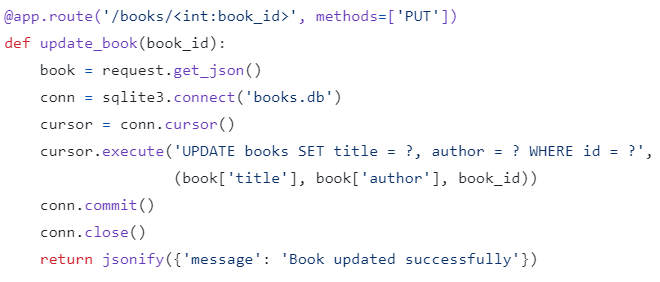 @app.route('/books/<int:book_id>', methods=['PUT'])
def update_book(book_id):
    book = request.get_json()
    conn = sqlite3.connect('books.db')
    cursor = conn.cursor()
    cursor.execute('UPDATE books SET title = ?, author = ? WHERE id = ?',
                   (book['title'], book['author'], book_id))
    conn.commit()
    conn.close()
    return jsonify({'message': 'Book updated successfully'})